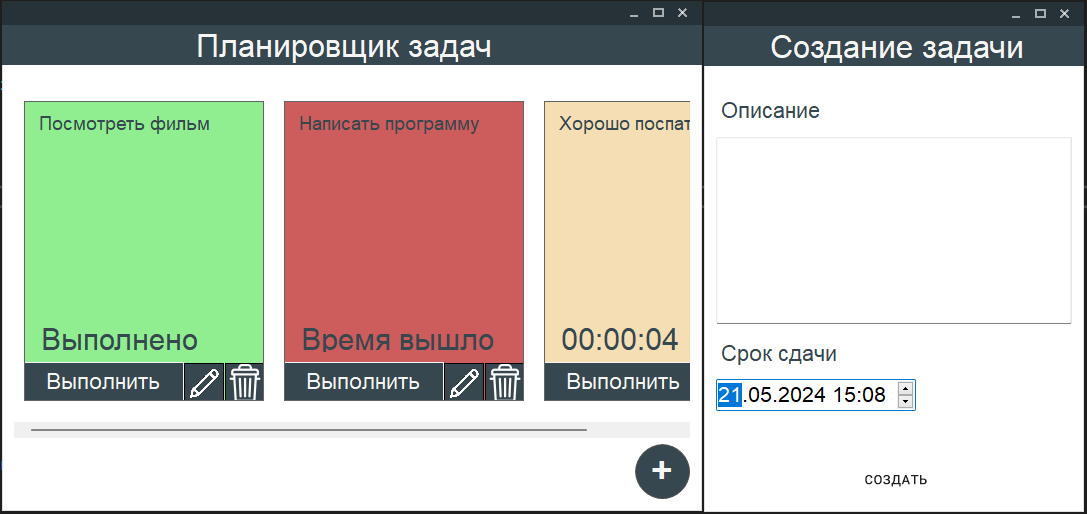 Планировщик задач
Посмотреть фильм
Выполнено
Выполнить
Написать программу
Время вышло
Выполнить
Хорошо поспат
00:00:04
Выполнить
+
Создание задачи
Описание
Срок сдачи
21.05.2024 15:08
СОЗДАТЬ